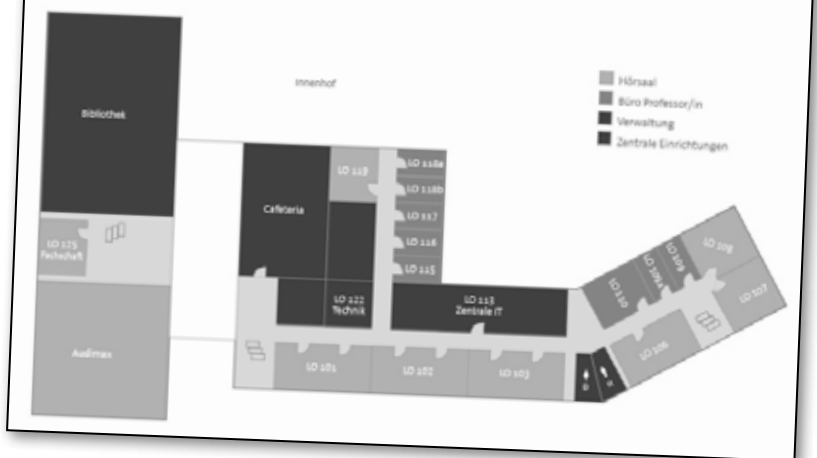 Bibliothek
Innenhof
Hörsaal
Büro Professor/in
Verwaltung
Zentrale Einrichtungen
LO 119
LO 118a
LO 118b
LO 117
LO 116
LO 115
Cafeteria
LO 125
Fachschaft
LO 122
Technik
LO 113
Zentrale IT
LO 110
LO 109a
LO 109
LO 108
LO 107
LO 106
Audimax
LO 101
LO 102
LO 103